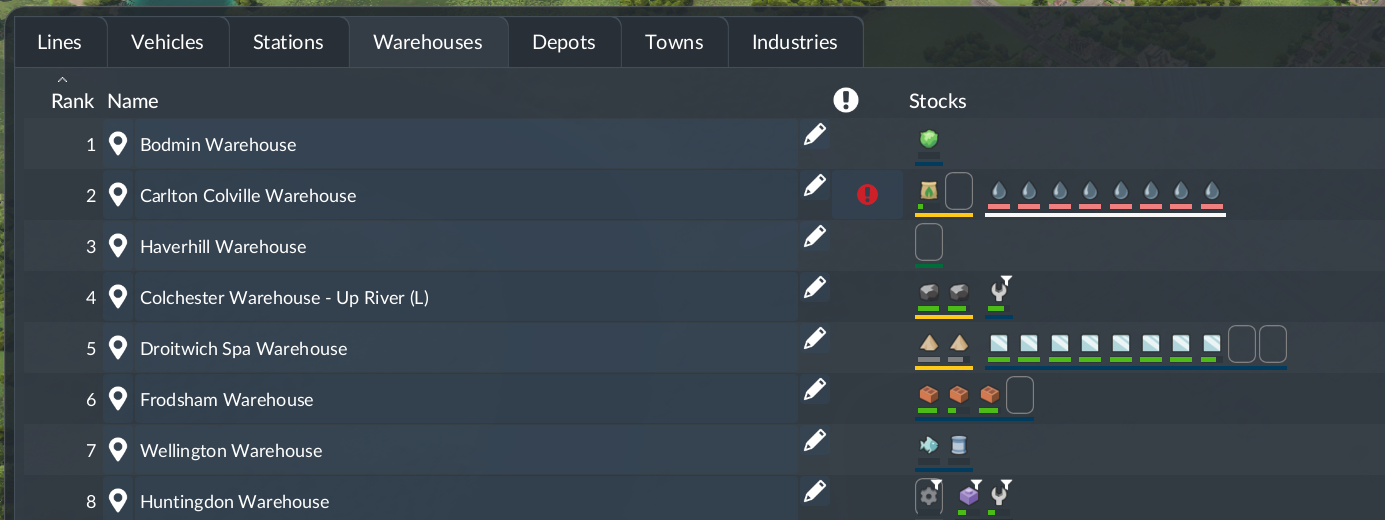 Lines Vehicles Stations Warehouses Depots Towns Industries
Rank Name Stocks
1 Bodmin Warehouse
2 Carlton Colville Warehouse
3 Haverhill Warehouse
4 Colchester Warehouse - Up River (L)
5 Droitwich Spa Warehouse
6 Frodsham Warehouse
7 Wellington Warehouse
8 Huntingdon Warehouse